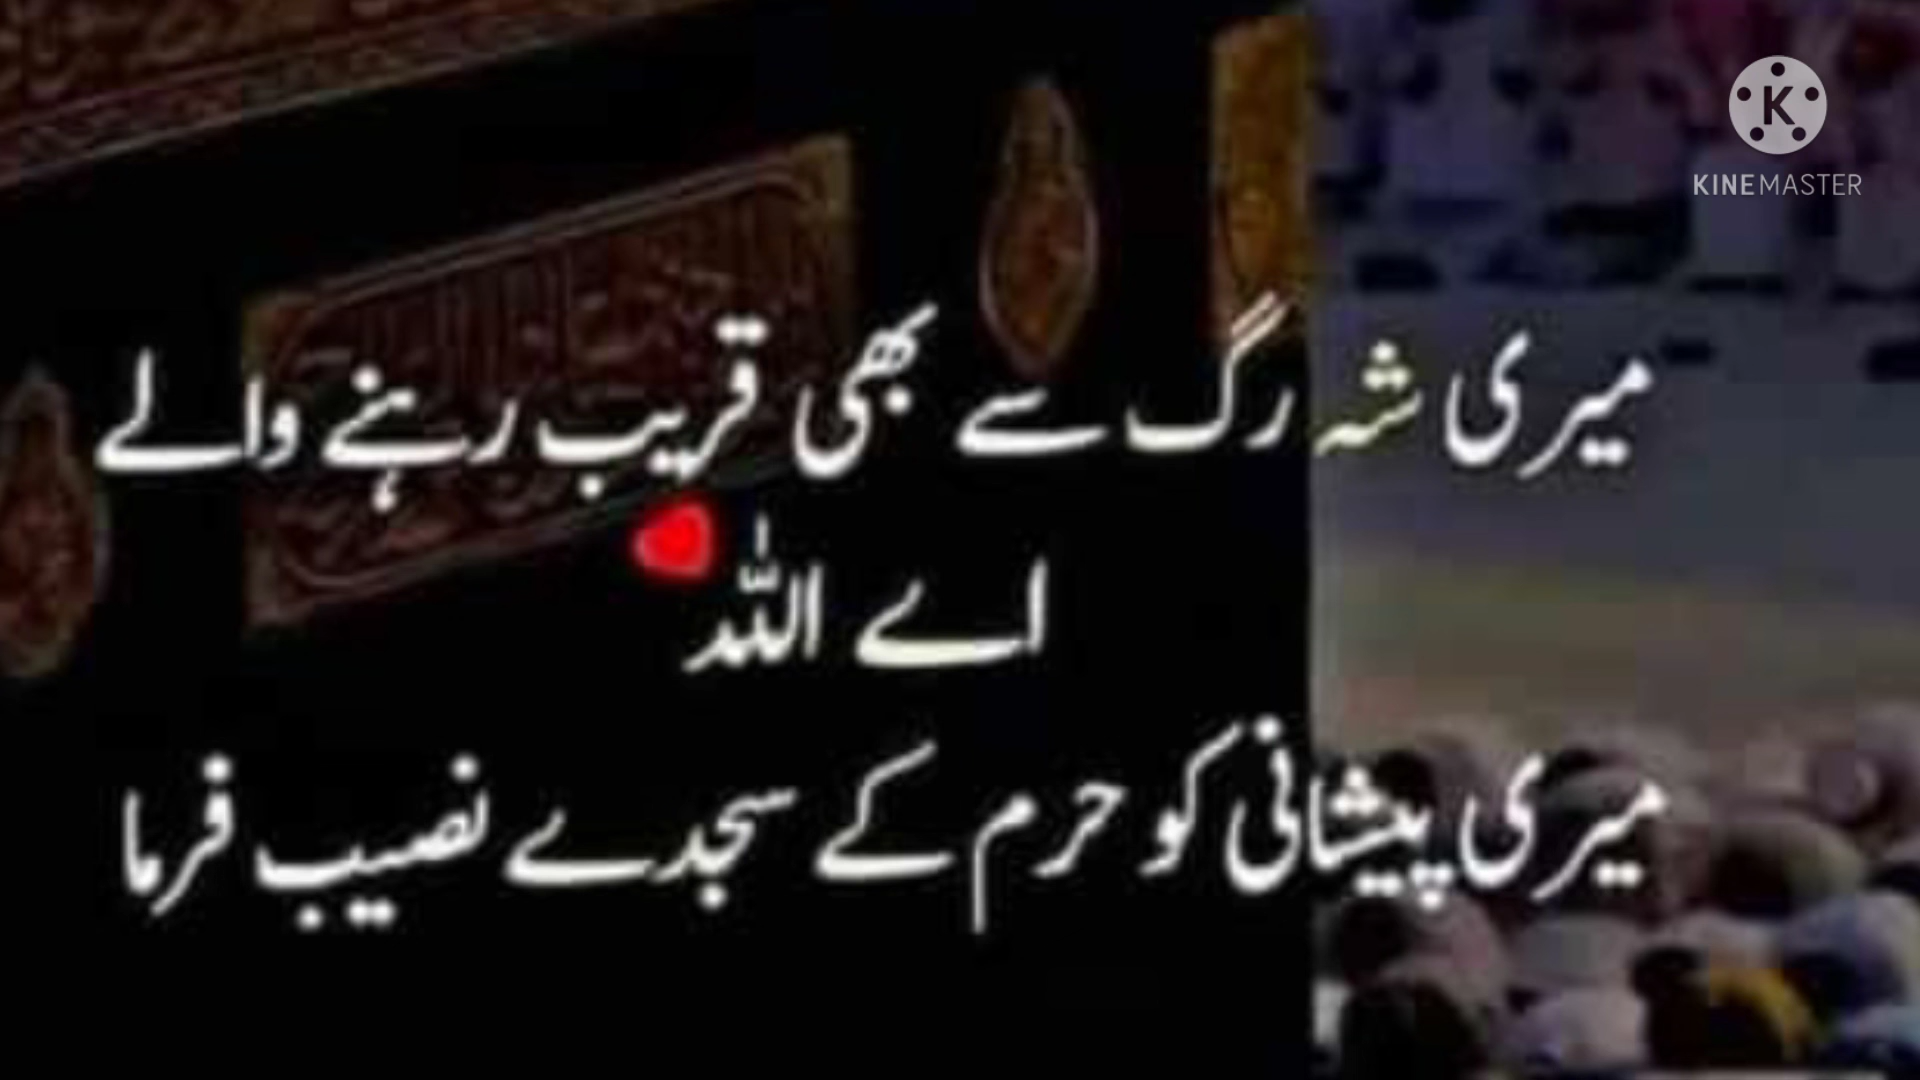 KINEMASTER
میری شہ رگ سے بھی قریب رہنے والے
اے اللہ
میری پیشانی کو حرم کے سجدے نصیب فرما